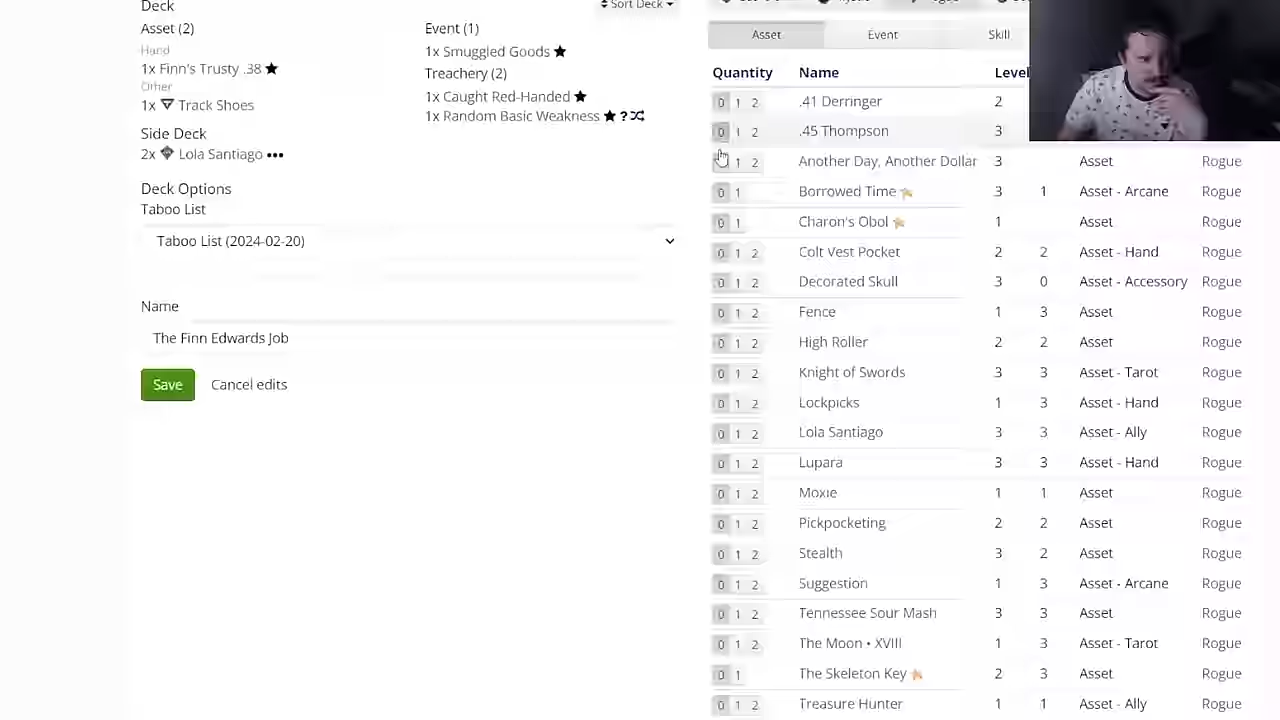 Deck
Sort Deck
Asset (2)
Hand
1x Finn's Trusty .38
Other
1x Track Shoes
Side Deck
2x Lola Santiago
Event (1)
1x Smuggled Goods
Treachery (2)
1x Caught Red-Handed
1x Random Basic Weakness ?
Deck Options
Taboo List
Taboo List (2024-02-20)
Name
The Finn Edwards Job
Save Cancel edits
Asset Event Skill
Quantity Name Level
0 1 2 .41 Derringer 2
0 1 2 .45 Thompson 3
1 2 Another Day, Another Dollar 3 Asset Rogue
0 1 Borrowed Time 3 1 Asset - Arcane Rogue
0 1 Charon's Obol 1 Asset Rogue
0 1 2 Colt Vest Pocket 2 2 Asset - Hand Rogue
0 1 2 Decorated Skull 3 0 Asset - Accessory Rogue
0 1 2 Fence 1 3 Asset Rogue
0 1 2 High Roller 2 2 Asset Rogue
0 1 2 Knight of Swords 3 3 Asset - Tarot Rogue
0 1 2 Lockpicks 1 3 Asset - Hand Rogue
0 1 2 Lola Santiago 3 3 Asset - Ally Rogue
0 1 2 Lupara 3 3 Asset - Hand Rogue
0 1 2 Moxie 1 1 Asset Rogue
0 1 2 Pickpocketing 2 2 Asset Rogue
0 1 2 Stealth 3 2 Asset Rogue
0 1 2 Suggestion 1 3 Asset - Arcane Rogue
0 1 2 Tennessee Sour Mash 3 3 Asset Rogue
0 1 2 The Moon • XVIII 1 3 Asset - Tarot Rogue
0 1 The Skeleton Key 2 3 Asset Rogue
0 1 2 Treasure Hunter 1 1 Asset - Ally Rogue